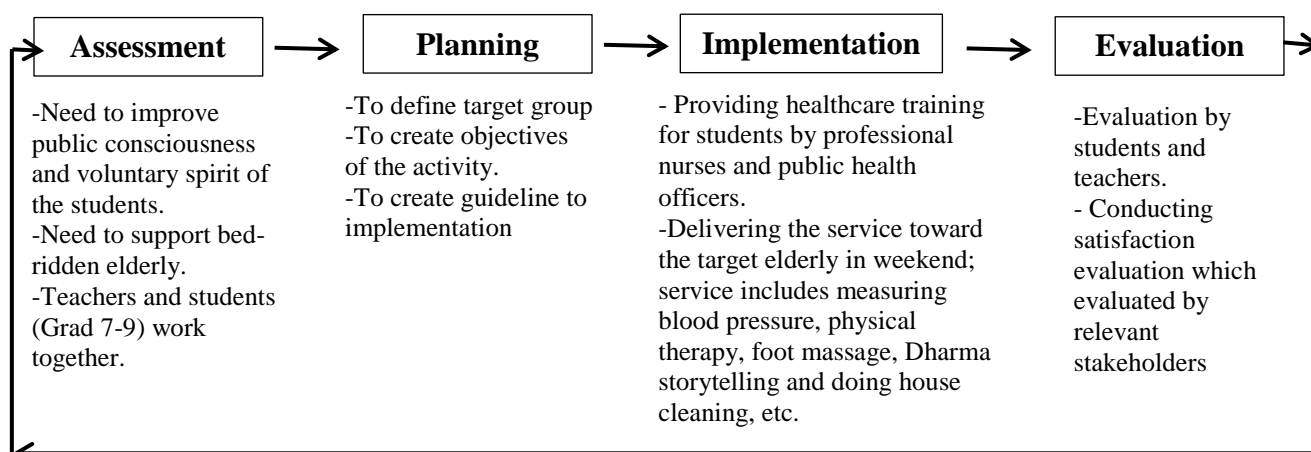 Assessment
-Need to improve
public consciousness
and voluntary spirit of
the students.
-Need to support bed-
ridden elderly.
-Teachers and students
(Grad 7-9) work
together.
Planning
-To define target group
-To create objectives
of the activity.
-To create guideline to
implementation
Implementation
- Providing healthcare training
for students by professional
nurses and public health
officers.
-Delivering the service toward
the target elderly in weekend;
service includes measuring
blood pressure, physical
therapy, foot massage, Dharma
storytelling and doing house
cleaning, etc.
Evaluation
-Evaluation by
students and
teachers.
- Conducting
satisfaction
evaluation which
evaluated by
relevant
stakeholders